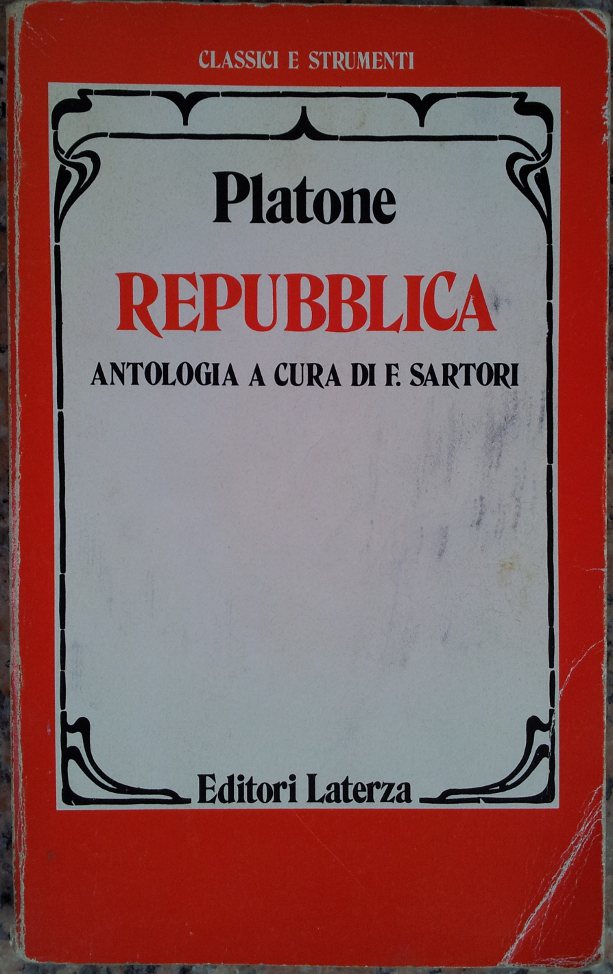 CLASSICI E STRUMENTI
Platone
REPUBBLICA
ANTOLOGIA A CURA DI F. SARTORI
Editori Laterza